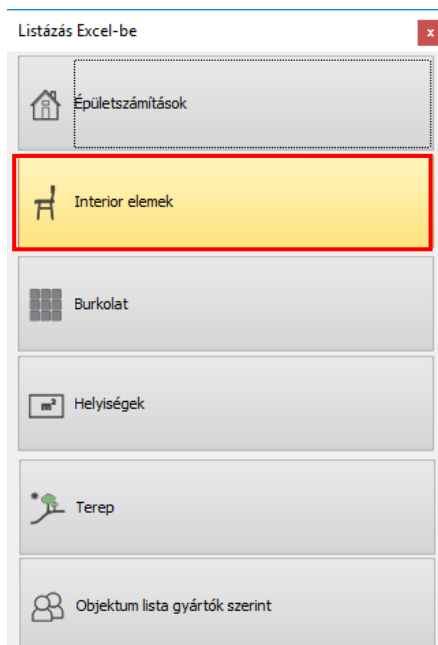 Listázás Excel-be
x
Épületszámítások
Interior elemek
Burkolat
m²
Helyiségek
Terep
Objektum lista gyártók szerint